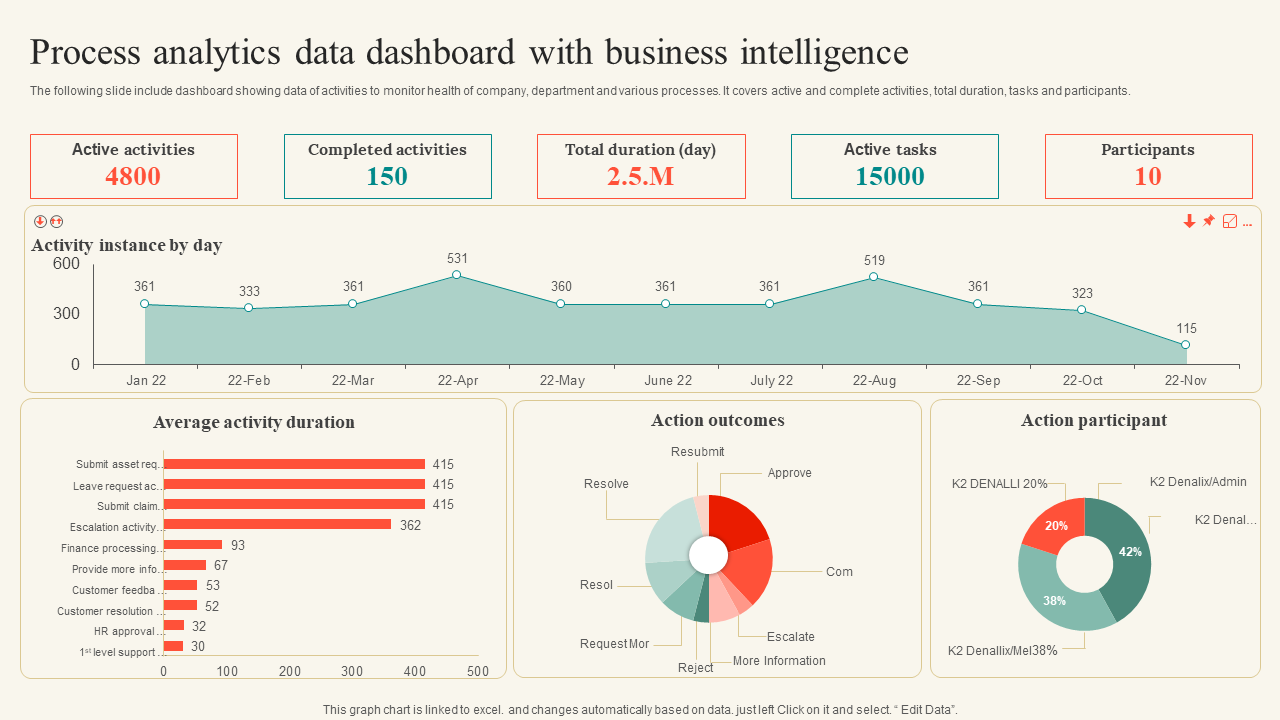 Process analytics data dashboard with business intelligence
The following slide include dashboard showing data of activities to monitor health of company, department and various processes. It covers active and complete activities, total duration, tasks and participants.
Active activities
4800
Completed activities
150
Total duration (day)
2.5.M
Active tasks
15000
Participants
10
...
Activity instance by day
600
300
0
361
333
361
531
360
361
361
519
361
323
115
Jan 22
22-Feb
22-Mar
22-Apr
22-May
June 22
July 22
22-Aug
22-Sep
22-Oct
22-Nov
Average activity duration
Submit asset req... 415
Leave request ac... 415
Submit claim... 415
Escalation activity... 362
Finance processing... 93
Provide more info... 67
Customer feedba... 53
Customer resolution ... 52
HR approval ... 32
1st level support ... 30
0 100 200 300 400 500
Action outcomes
Resubmit
Approve
Resolve
Com
Resol
Escalate
Request Mor
More Information
Reject
Action participant
K2 DENALLI 20%
K2 Denalix/Admin
K2 Denal...
20%
42%
38%
K2 Denallix/Mel38%
This graph chart is linked to excel. and changes automatically based on data. just left Click on it and select. “ Edit Data”.